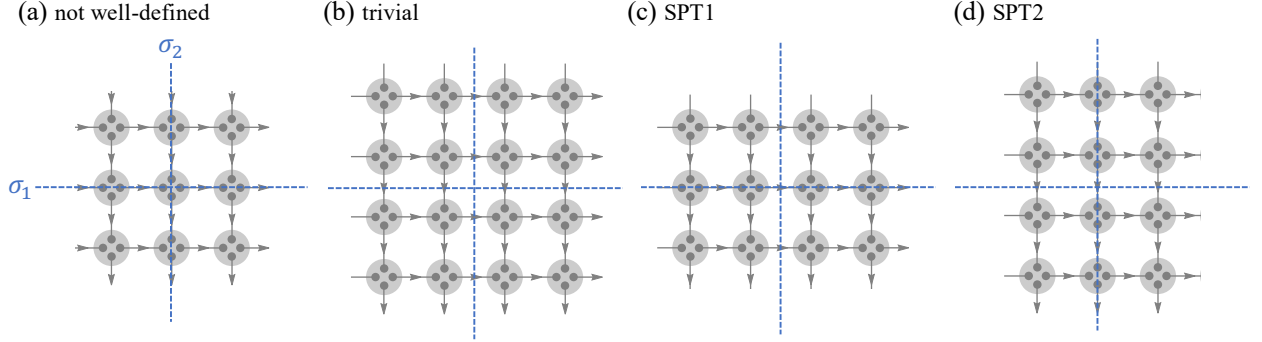 (a) not well-defined
(b) trivial
(c) SPT1
(d) SPT2
σ₂
σ₁